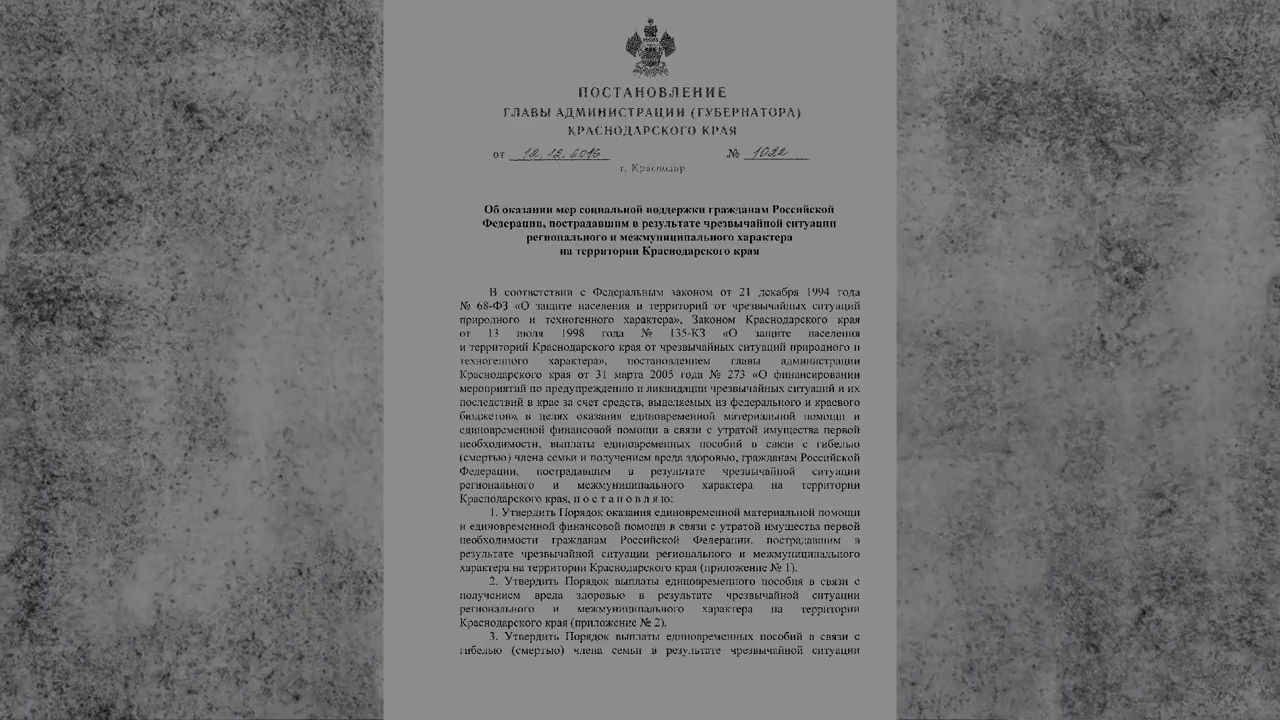 ПОСТАНОВЛЕНИЕ
ГЛАВЫ АДМИНИСТРАЦИИ (ГУБЕРНАТОРА)
КРАСНОДАРСКОГО КРАЯ
от 12.12.2016 № 1022
г. Краснодар
Об оказании мер социальной поддержки гражданам Российской
Федерации, пострадавшим в результате чрезвычайной ситуации
регионального и межмуниципального характера
на территории Краснодарского края
В соответствии с Федеральным законом от 21 декабря 1994 года
№ 68-ФЗ «О защите населения и территорий от чрезвычайных ситуаций
природного и техногенного характера», Законом Краснодарского края
от 13 июля 1998 года № 135-КЗ «О защите населения
и территорий Краснодарского края от чрезвычайных ситуаций природного и
техногенного характера», постановлением главы администрации
Краснодарского края от 31 марта 2005 года № 273 «О финансировании
мероприятий по предупреждению и ликвидации чрезвычайных ситуаций и их
последствий в крае за счет средств, выделяемых из федерального и краевого
бюджетов», в целях оказания единовременной материальной помощи и
единовременной финансовой помощи в связи с утратой имущества первой
необходимости, выплаты единовременных пособий в связи с гибелью
(смертью) члена семьи и получением вреда здоровью, гражданам Российской
Федерации, пострадавшим в результате чрезвычайной ситуации
регионального и межмуниципального характера на территории
Краснодарского края, п о с т а н о в л я ю:
1. Утвердить Порядок оказания единовременной материальной помощи
и единовременной финансовой помощи в связи с утратой имущества первой
необходимости гражданам Российской Федерации, пострадавшим в
результате чрезвычайной ситуации регионального и межмуниципального
характера на территории Краснодарского края (приложение № 1).
2. Утвердить Порядок выплаты единовременного пособия в связи с
получением вреда здоровью в результате чрезвычайной ситуации
регионального и межмуниципального характера на территории
Краснодарского края (приложение № 2).
3. Утвердить Порядок выплаты единовременных пособий в связи с
гибелью (смертью) члена семьи в результате чрезвычайной ситуации